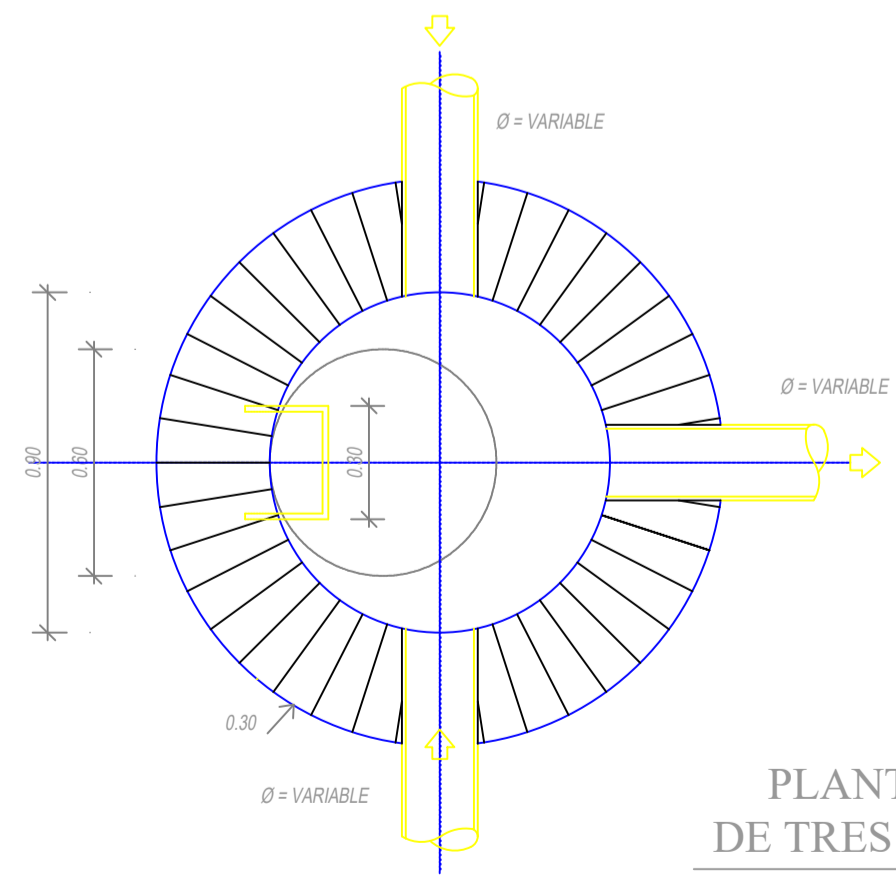 Ø = VARIABLE
Ø = VARIABLE
0.90
0.60
0.30
0.30
Ø = VARIABLE
PLANT
DE TRES